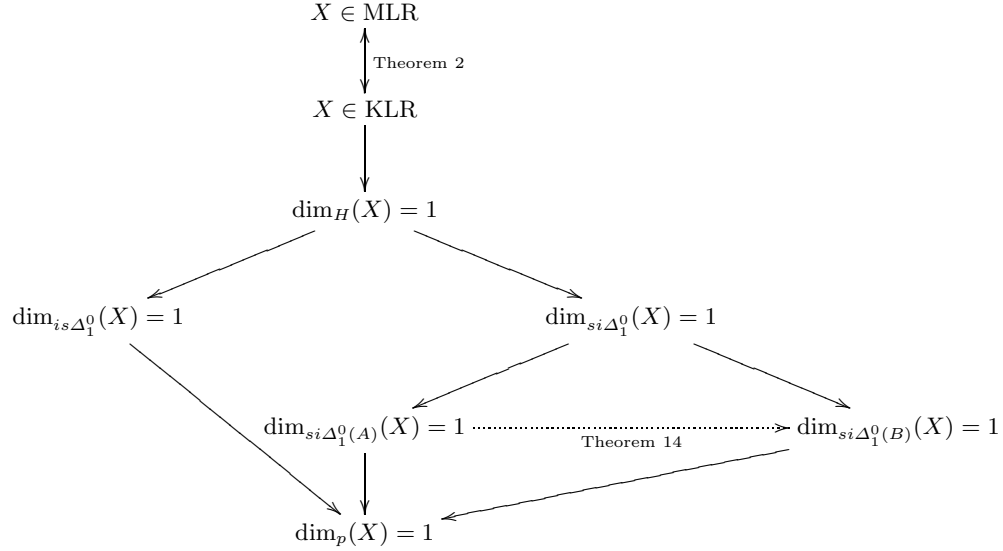 X ∈ MLR
Theorem 2
X ∈ KLR
dim_H(X) = 1
dim_{isΔ^0_1}(X) = 1
dim_{siΔ^0_1}(X) = 1
dim_{siΔ^0_1(A)}(X) = 1
dim_{siΔ^0_1(B)}(X) = 1
Theorem 14
dim_p(X) = 1